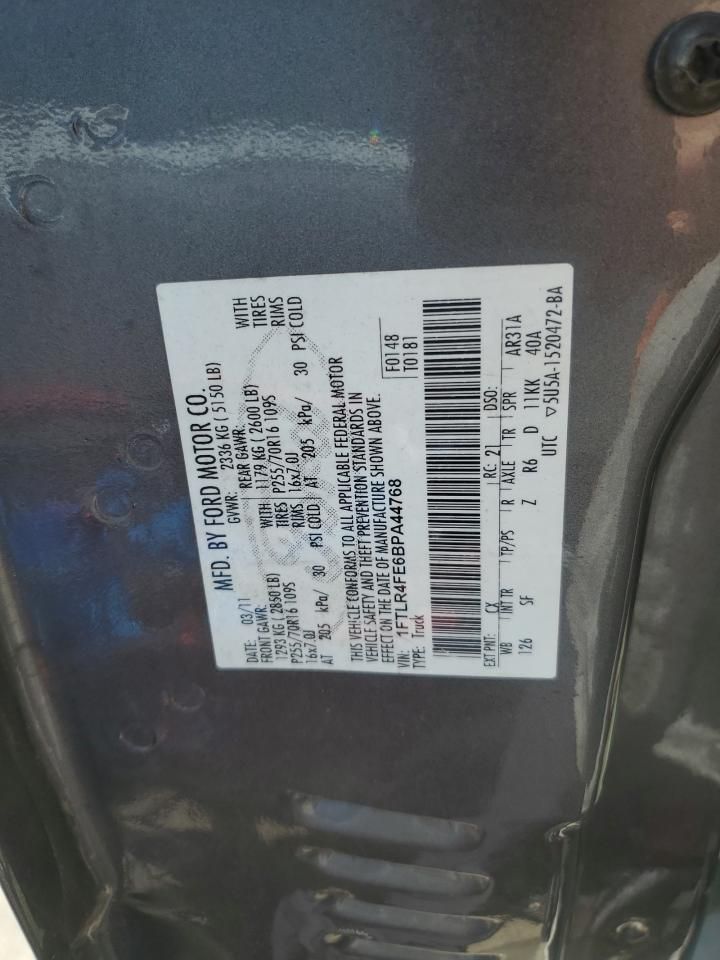 MFD. BY FORD MOTOR CO.
DATE: 03/11 GVWR: 2336 KG ( 5150 LB)
FRONT GAWR: REAR GAWR: WITH
1293 KG ( 2850 LB) WITH 1179 KG ( 2600 LB) TIRES
P255/70R16 109S TIRES P255/70R16 109S RIMS
16x7.0J RIMS 16x7.0J
AT 205 kPa/ 30 PSI COLD AT 205 kPa/ 30 PSI COLD
THIS VEHICLE CONFORMS TO ALL APPLICABLE FEDERAL MOTOR
VEHICLE SAFETY AND THEFT PREVENTION STANDARDS IN
EFFECT ON THE DATE OF MANUFACTURE SHOWN ABOVE.
VIN: 1FTLR4FE6BPA44768
TYPE: Truck
F0148
T0181
EXT PNT: CX RC: 21 DSO:
WB INT TR TP/PS R AXLE TR SPR AR31A
126 SF Z R6 D 11KK 40A
UTC ▽5U5A-1520472-BA